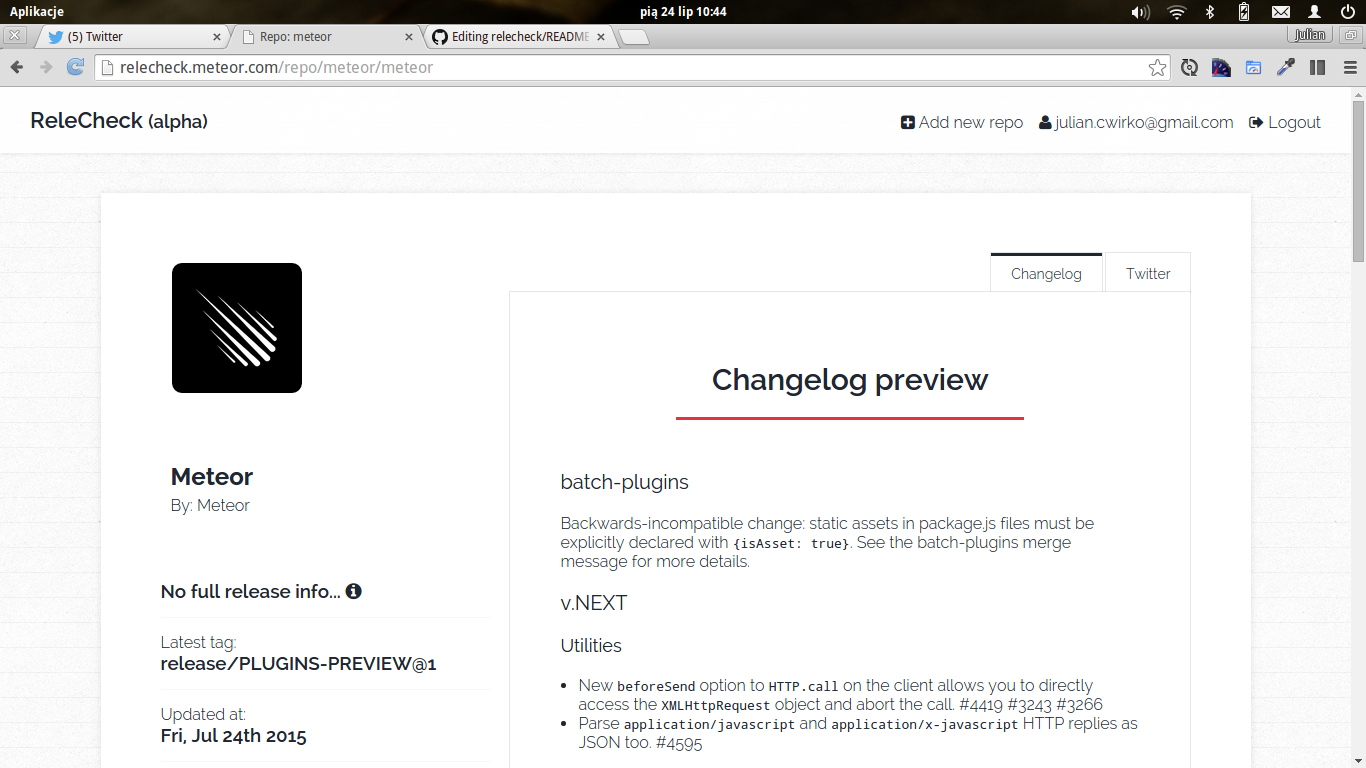 Aplikacje
pią 24 lip 10:44
(5) Twitter
Repo: meteor
Editing relecheck/README
Julian
relecheck.meteor.com/repo/meteor/meteor
ReleCheck (alpha)
Add new repo
julian.cwirko@gmail.com
Logout
Changelog
Twitter
Changelog preview
Meteor
By: Meteor
No full release info...
Latest tag:
release/PLUGINS-PREVIEW@1
Updated at:
Fri, Jul 24th 2015
batch-plugins
Backwards-incompatible change: static assets in package.js files must be
explicitly declared with {isAsset: true}. See the batch-plugins merge
message for more details.
v.NEXT
Utilities
New beforeSend option to HTTP.call on the client allows you to directly
access the XMLHttpRequest object and abort the call. #4419 #3243 #3266
Parse application/javascript and application/x-javascript HTTP replies as
JSON too. #4595